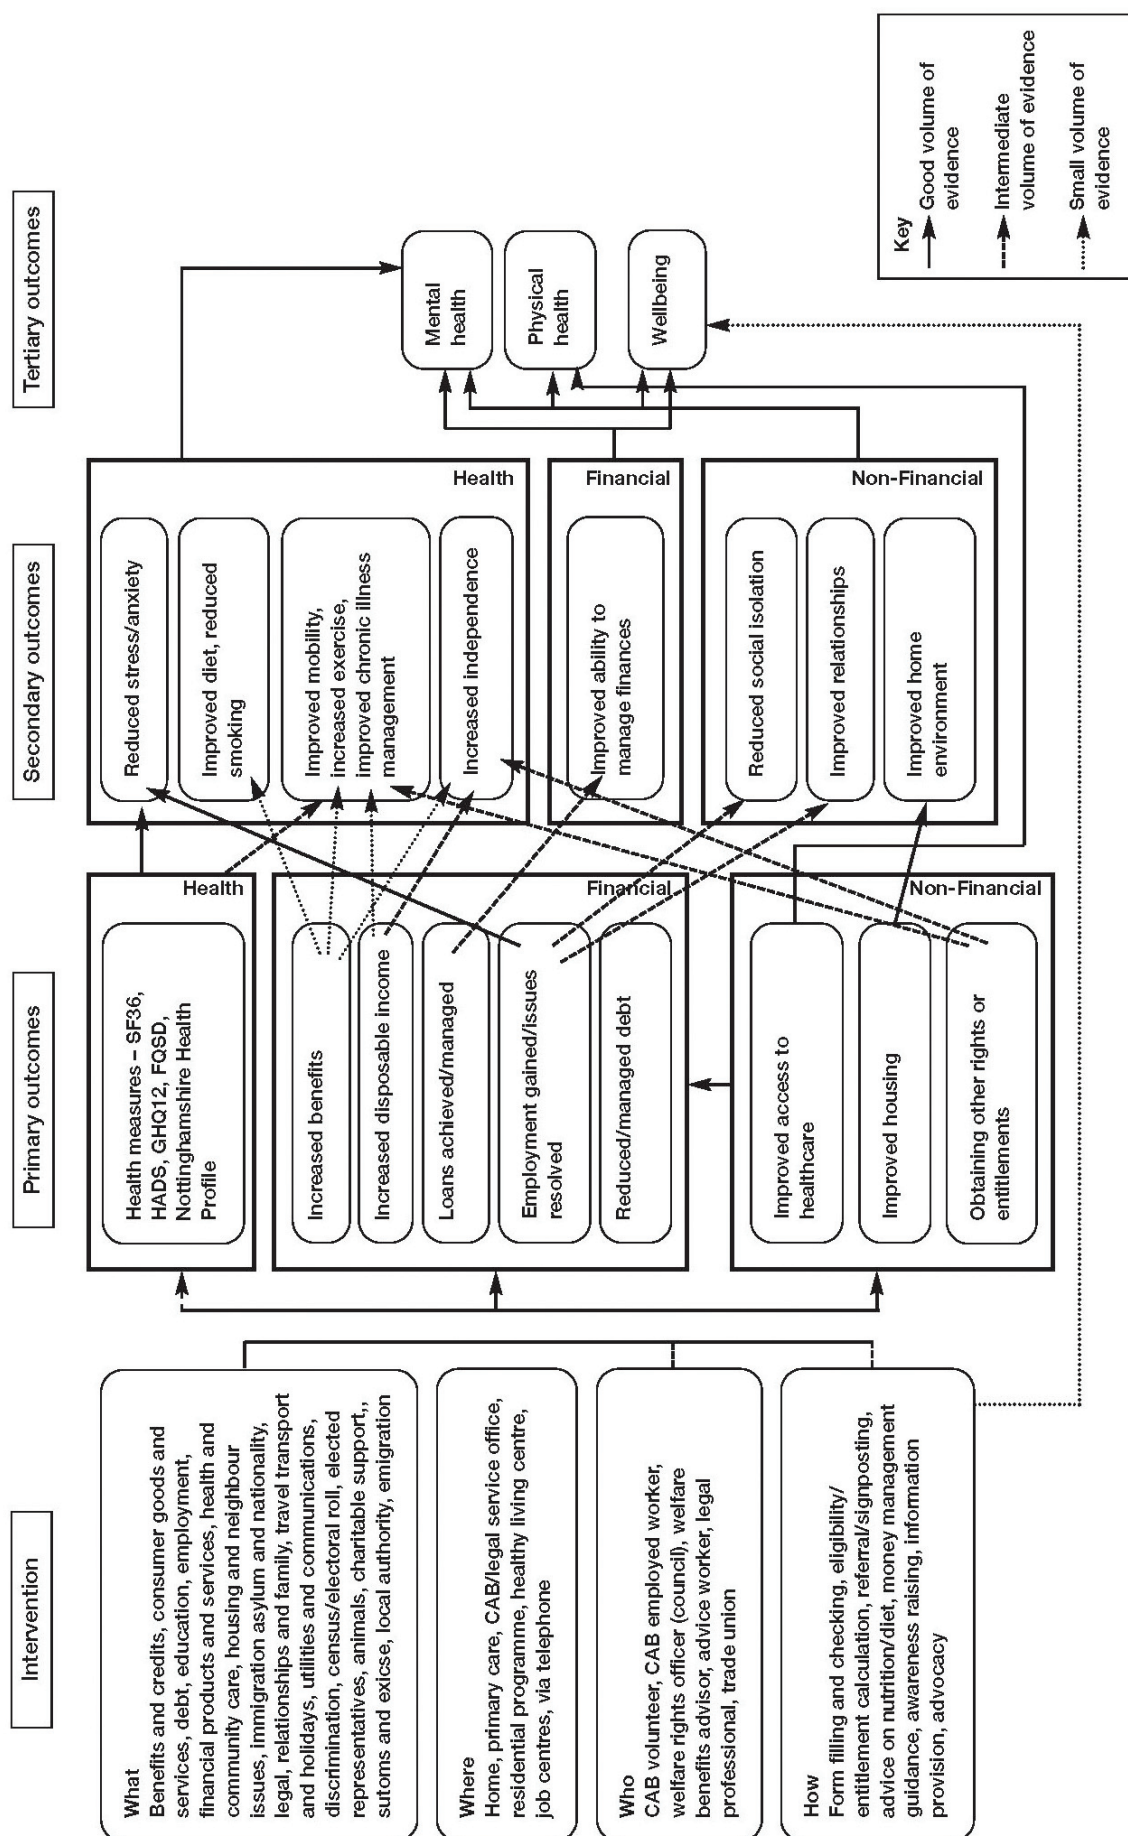 Intervention
What
Benefits and credits, consumer goods and
services, debt, education, employment,
financial products and services, health and
community care, housing and neighbour
issues, immigration asylum and nationality,
legal, relationships and family, travel transport
and holidays, utilities and communications,
discrimination, census/electoral roll, elected
representatives, animals, charitable support,,
sutoms and exicse, local authority, emigration
Where
Home, primary care, CAB/legal service office,
residential programme, healthy living centre,
job centres, via telephone
Who
CAB volunteer, CAB employed worker,
welfare rights officer (council), welfare
benefits advisor, advice worker, legal
professional, trade union
How
Form filling and checking, eligibility/
entitlement calculation, referral/signposting,
advice on nutrition/diet, money management
guidance, awareness raising, information
provision, advocacy
Primary outcomes
Health measures – SF36,
HADS, GHQ12, FQSD,
Nottinghamshire Health
Profile
Health
Increased benefits
Increased disposable income
Loans achieved/managed
Employment gained/issues
resolved
Reduced/managed debt
Financial
Improved access to
healthcare
Improved housing
Obtaining other rights or
entitlements
Non-Financial
Secondary outcomes
Reduced stress/anxiety
Improved diet, reduced
smoking
Improved mobility,
increased exercise,
improved chronic illness
management
Increased independence
Health
Improved ability to
manage finances
Financial
Reduced social isolation
Improved relationships
Improved home
environment
Non-Financial
Tertiary outcomes
Mental
health
Physical
health
Wellbeing
Key
Good volume of
evidence
Intermediate
volume of evidence
Small volume of
evidence